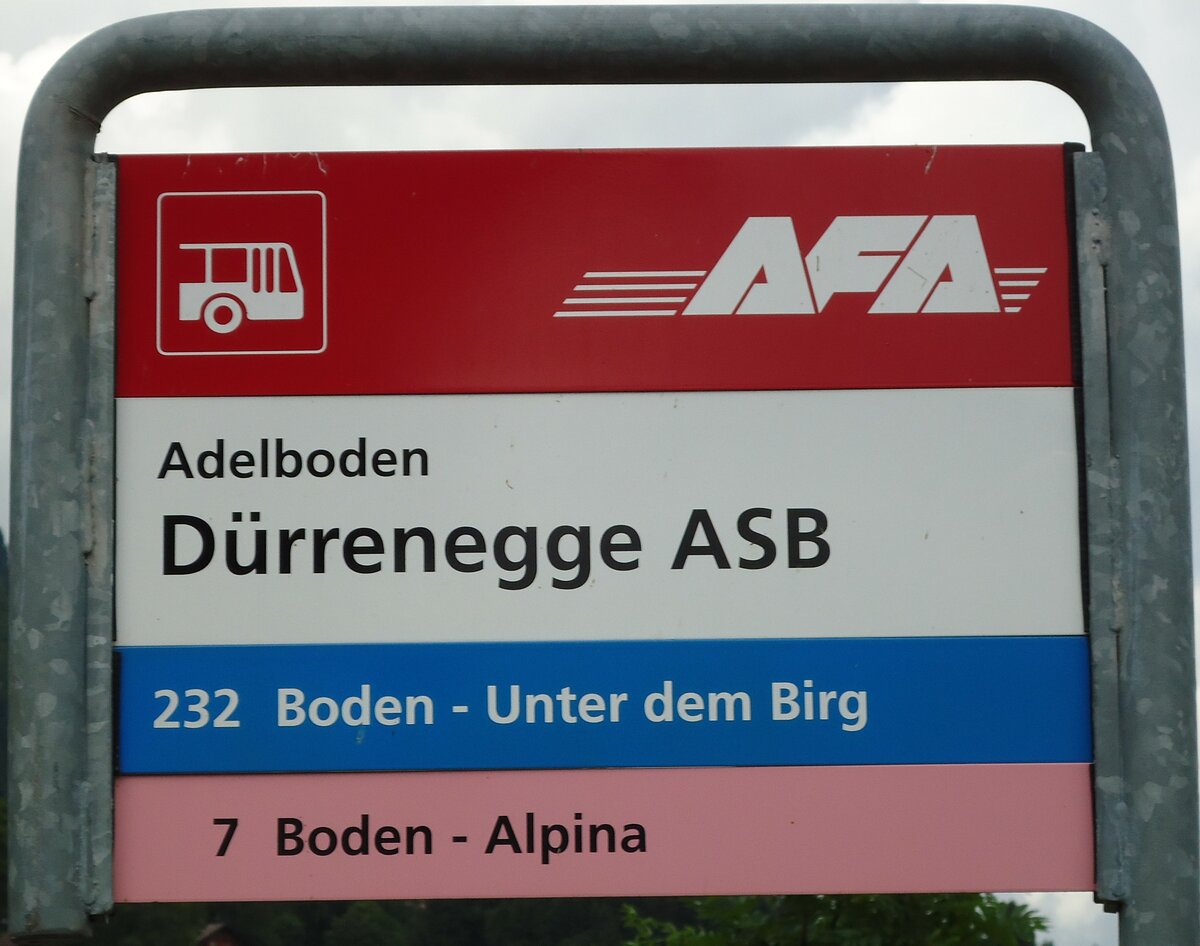 AFA
Adelboden
Dürrenegge ASB
232 Boden - Unter dem Birg
7 Boden - Alpina